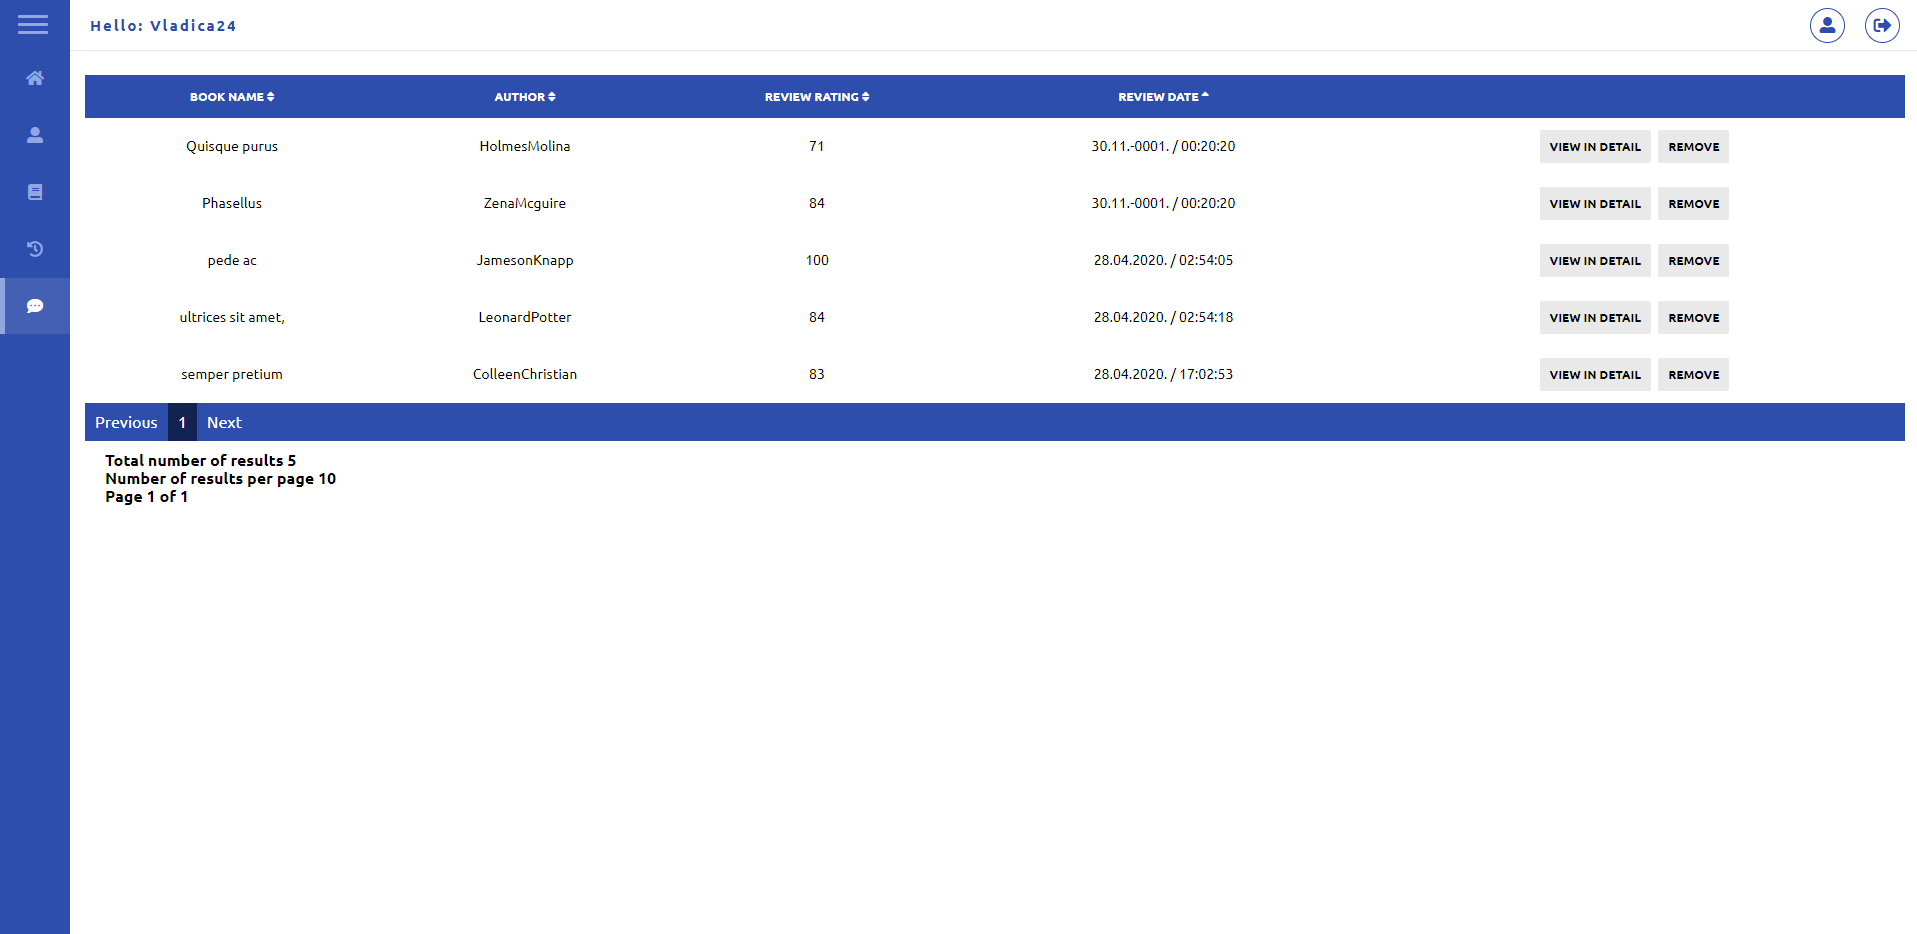 Hello: Vladica24
BOOK NAME AUTHOR REVIEW RATING REVIEW DATE
Quisque purus HolmesMolina 71 30.11.-0001. / 00:20:20 VIEW IN DETAIL REMOVE
Phasellus ZenaMcguire 84 30.11.-0001. / 00:20:20 VIEW IN DETAIL REMOVE
pede ac JamesonKnapp 100 28.04.2020. / 02:54:05 VIEW IN DETAIL REMOVE
ultrices sit amet, LeonardPotter 84 28.04.2020. / 02:54:18 VIEW IN DETAIL REMOVE
semper pretium ColleenChristian 83 28.04.2020. / 17:02:53 VIEW IN DETAIL REMOVE
Previous 1 Next
Total number of results 5
Number of results per page 10
Page 1 of 1